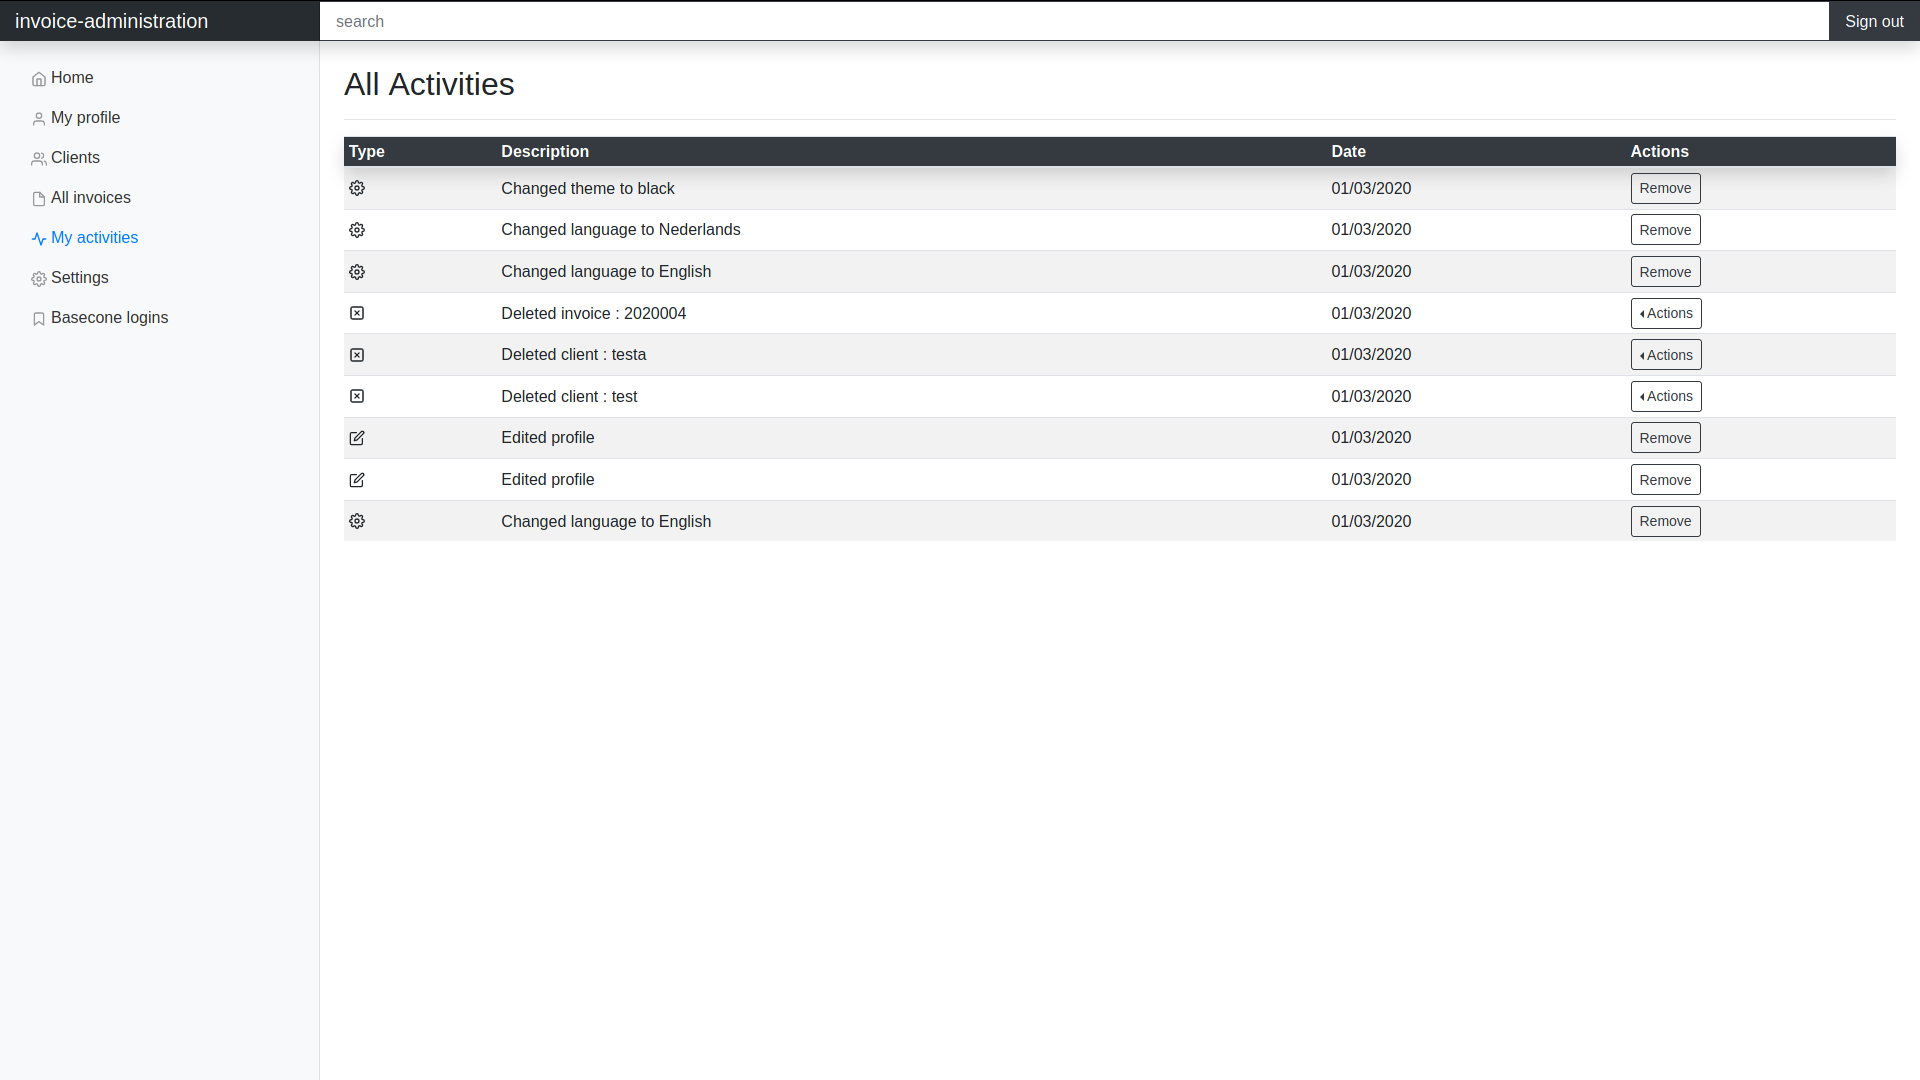 invoice-administration
search
Sign out
Home
My profile
Clients
All invoices
My activities
Settings
Basecone logins
All Activities
Type Description Date Actions
Changed theme to black 01/03/2020 Remove
Changed language to Nederlands 01/03/2020 Remove
Changed language to English 01/03/2020 Remove
Deleted invoice : 2020004 01/03/2020 Actions
Deleted client : testa 01/03/2020 Actions
Deleted client : test 01/03/2020 Actions
Edited profile 01/03/2020 Remove
Edited profile 01/03/2020 Remove
Changed language to English 01/03/2020 Remove